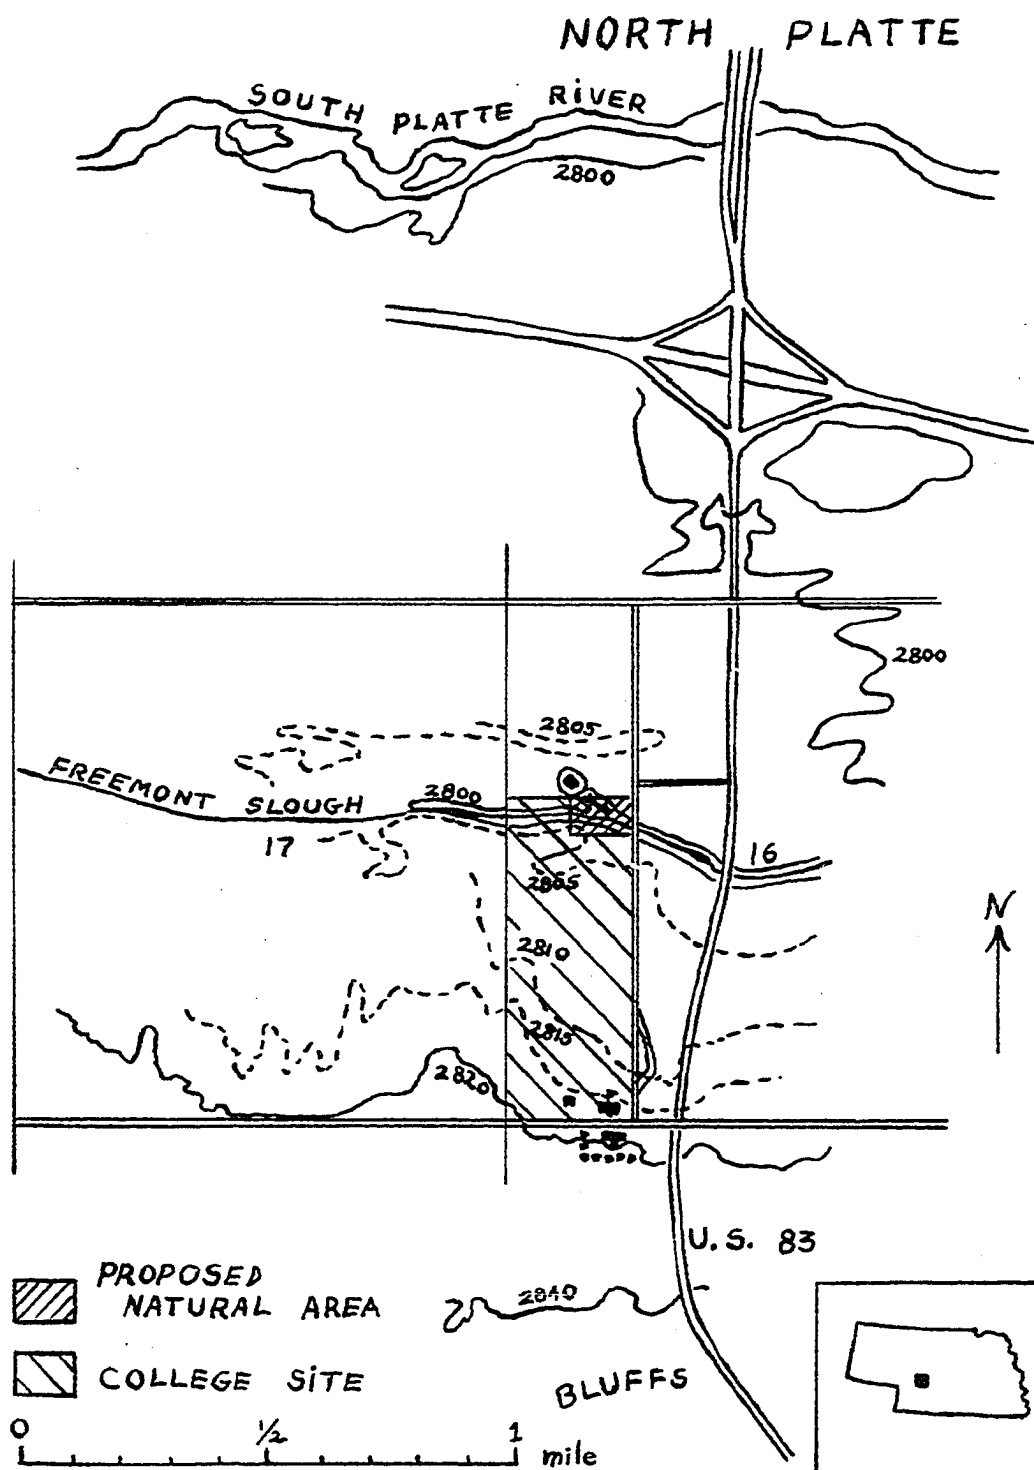 NORTH PLATTE
SOUTH PLATTE RIVER
2800
2800
2805
FREEMONT SLOUGH
2800
17
16
2805
N
2810
2815
2820
U.S. 83
PROPOSED
NATURAL AREA
2840
COLLEGE SITE
BLUFFS
0 1/2 1 mile